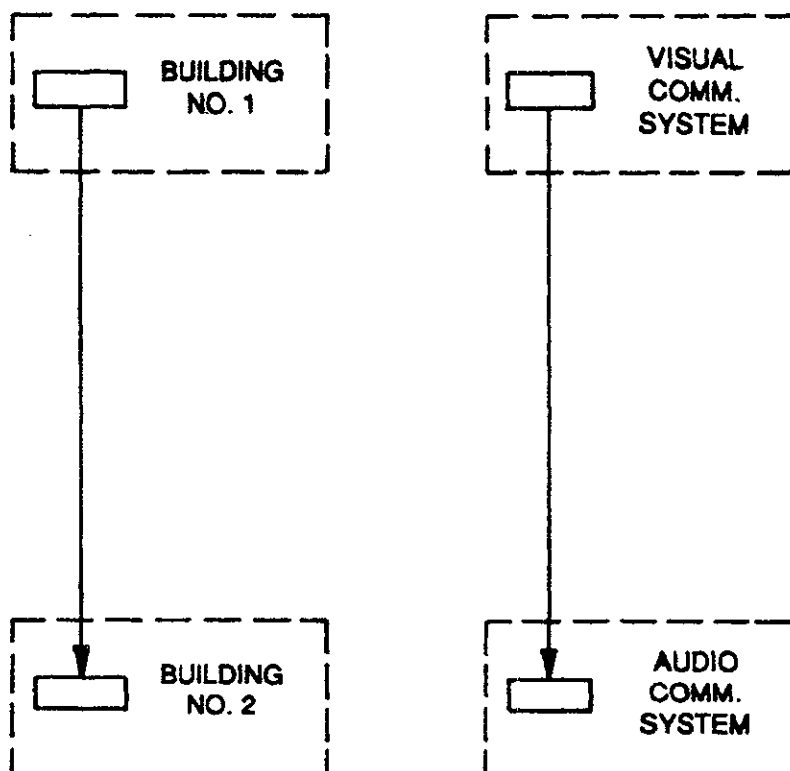 BUILDING
NO. 1
VISUAL
COMM.
SYSTEM
BUILDING
NO. 2
AUDIO
COMM.
SYSTEM